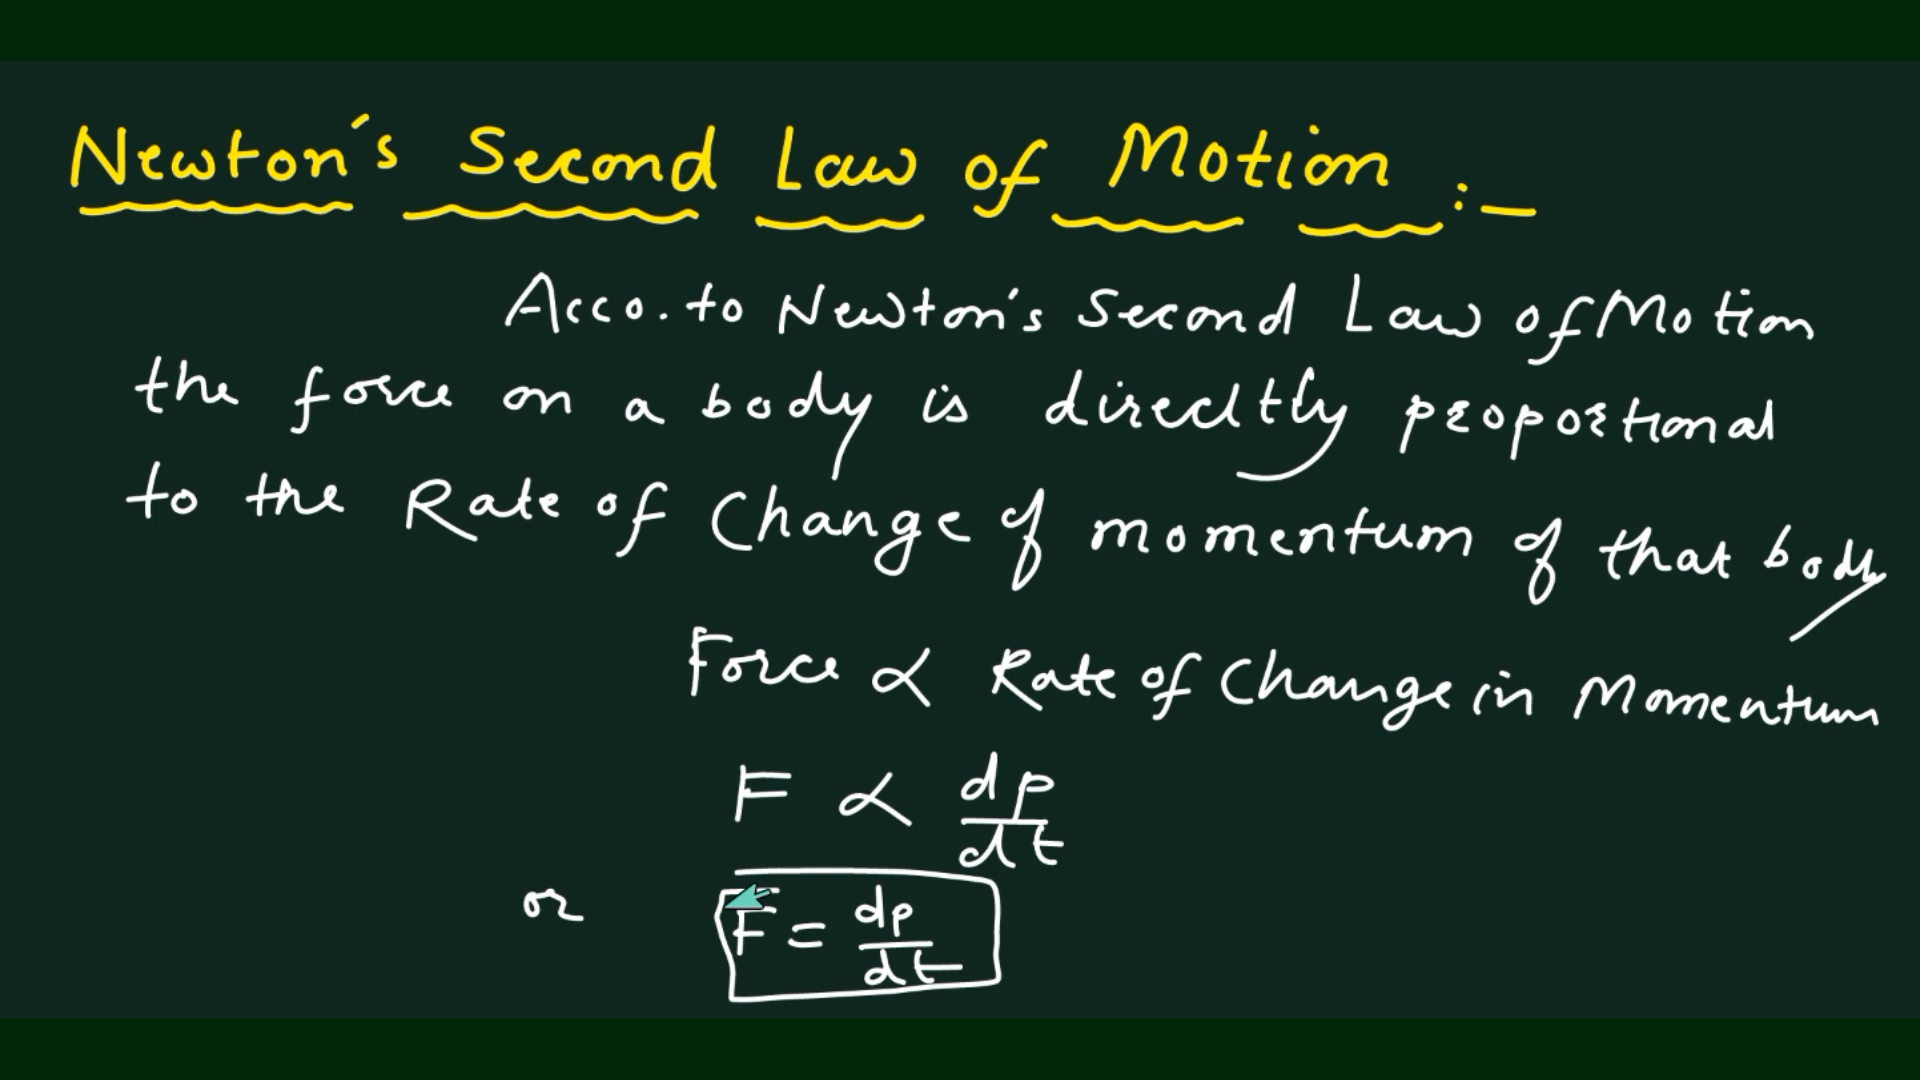 Newton's Second Law of Motion :-
Acco. to Newton's Second Law of Motion
the force on a body is directly proportional
to the Rate of Change of momentum of that body
Force ∝ Rate of Change in Momentum
F ∝ dp/dt
or F = dp/dt